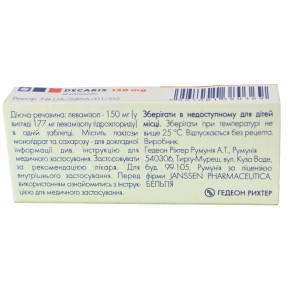 DECARIS 150 mg
Діюча речовина: левамізол - 150 мг (у
вигляді 177 мг левамізолу гідрохлориду)
в одній таблетці. Містить лактози
моногідрат та сахарозу - для докладної
інформації див. інструкцію для
медичного застосування. Застосовувати
за рекомендацією лікаря. Для
внутрішнього застосування. Перед
використанням ознайомитись з інструкцією
для медичного застосування.
Зберігати в недоступному для дітей
місці. Зберігати при температурі не
вище 25 °C. Відпускається без рецепта.
Виробник:
Гедеон Ріхтер Румунія А.Т., Румунія
540306, Тиргу-Муреш, вул. Куза Воде,
буд. 99-105, Румунія за ліцензією
фірми JANSSEN PHARMACEUTICA,
БЕЛЬГІЯ
ГЕДЕОН РИХТЕР